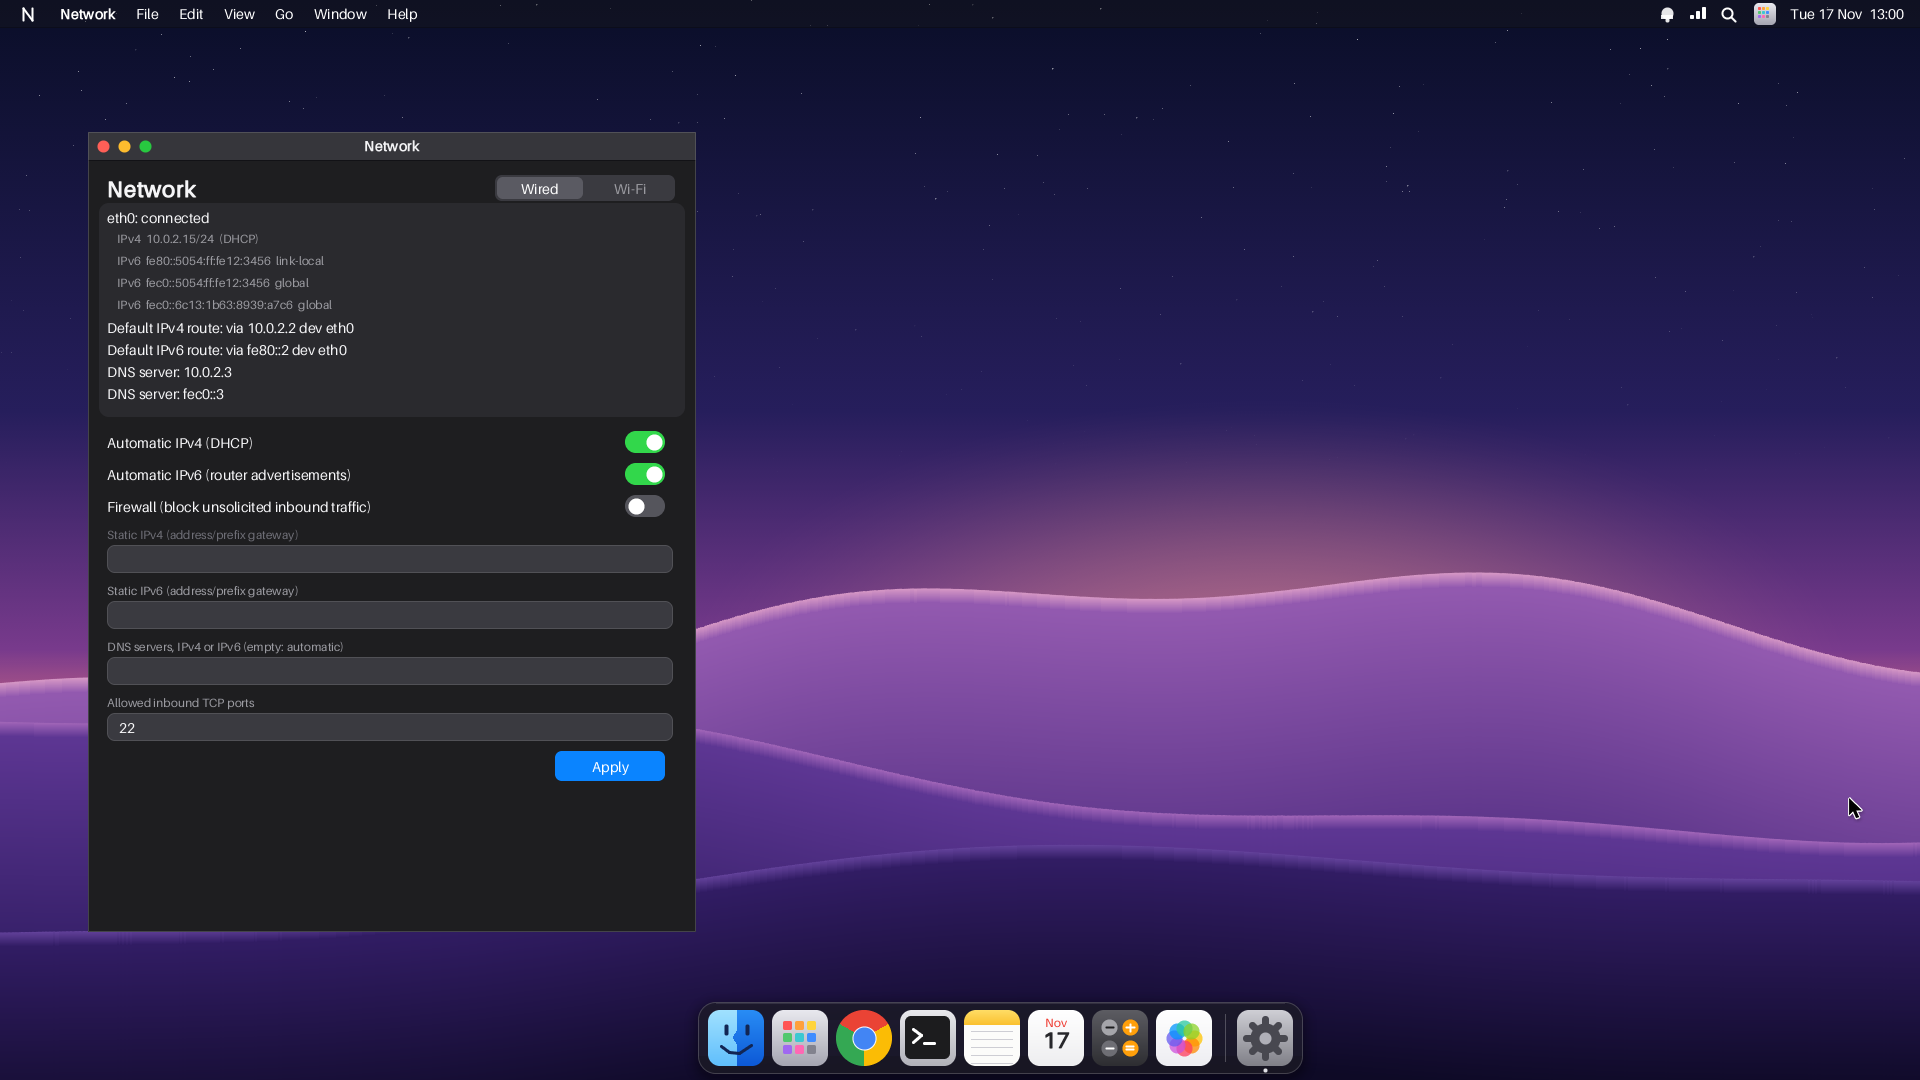 Network File Edit View Go Window Help
Tue 17 Nov 13:00
Network
Network
Wired Wi-Fi
eth0: connected
IPv4 10.0.2.15/24 (DHCP)
IPv6 fe80::5054:ff:fe12:3456 link-local
IPv6 fec0::5054:ff:fe12:3456 global
IPv6 fec0::6c13:1b63:8939:a7c6 global
Default IPv4 route: via 10.0.2.2 dev eth0
Default IPv6 route: via fe80::2 dev eth0
DNS server: 10.0.2.3
DNS server: fec0::3
Automatic IPv4 (DHCP)
Automatic IPv6 (router advertisements)
Firewall (block unsolicited inbound traffic)
Static IPv4 (address/prefix gateway)
Static IPv6 (address/prefix gateway)
DNS servers, IPv4 or IPv6 (empty: automatic)
Allowed inbound TCP ports
22
Apply
Nov
17